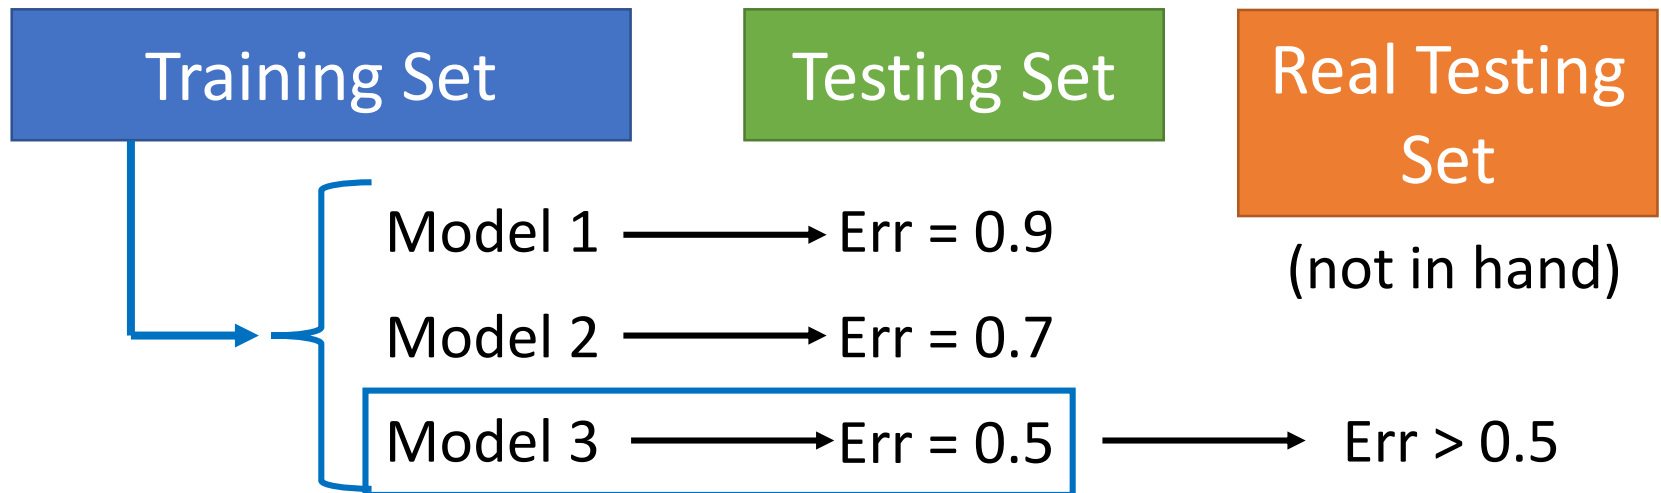 Training Set
Testing Set
Real Testing
Set
(not in hand)
Model 1
Err = 0.9
Model 2
Err = 0.7
Model 3
Err = 0.5
Err > 0.5